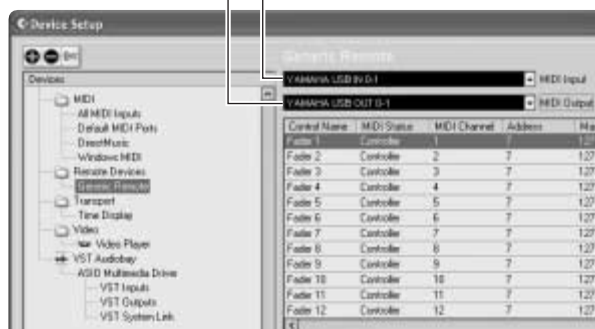 Device Setup
Generic Remote
Devices
YAMAHA USB IN 0-1
MIDI Input
YAMAHA USB OUT 0-1
MIDI Output
MIDI
All MIDI Inputs
Default MIDI Ports
DirectMusic
Windows MIDI
Remote Devices
Generic Remote
Transport
Time Display
Video
Video Player
VST Audiobay
ASIO Multimedia Driver
VST Inputs
VST Outputs
VST System Link
Control Name MIDI Status MIDI Channel Address Ma
Fader 1 Controller 1 7 127
Fader 2 Controller 2 7 127
Fader 3 Controller 3 7 127
Fader 4 Controller 4 7 127
Fader 5 Controller 5 7 127
Fader 6 Controller 6 7 127
Fader 7 Controller 7 7 127
Fader 8 Controller 8 7 127
Fader 9 Controller 9 7 127
Fader 10 Controller 10 7 127
Fader 11 Controller 11 7 127
Fader 12 Controller 12 7 127